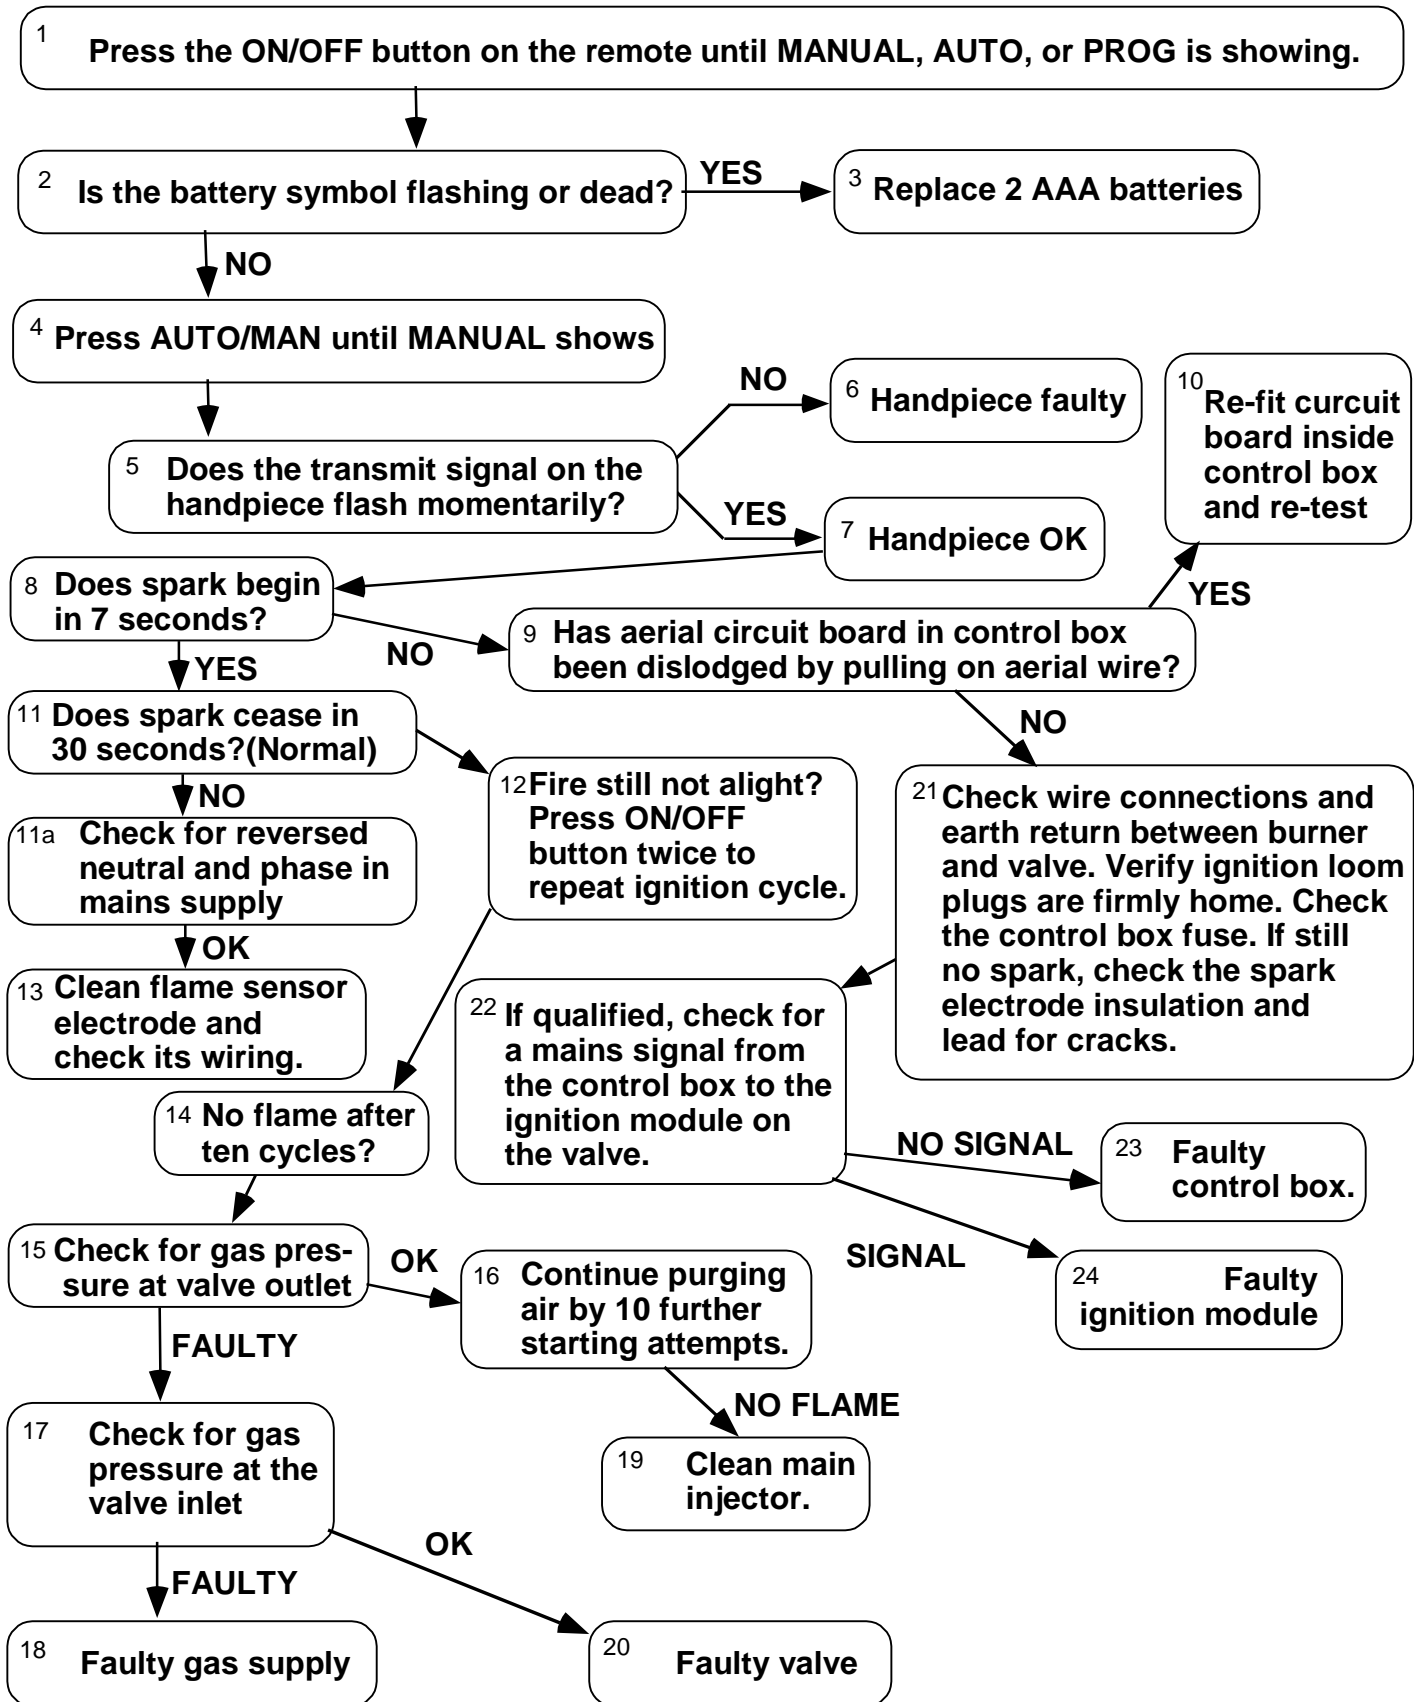 1 Press the ON/OFF button on the remote until MANUAL, AUTO, or PROG is showing.
2 Is the battery symbol flashing or dead?
YES
3 Replace 2 AAA batteries
NO
4 Press AUTO/MAN until MANUAL shows
5 Does the transmit signal on the
handpiece flash momentarily?
NO
6 Handpiece faulty
YES
7 Handpiece OK
8 Does spark begin
in 7 seconds?
NO
9 Has aerial circuit board in control box
been dislodged by pulling on aerial wire?
YES
10 Re-fit curcuit
board inside
control box
and re-test
YES
11 Does spark cease in
30 seconds?(Normal)
NO
11a Check for reversed
neutral and phase in
mains supply
OK
13 Clean flame sensor
electrode and
check its wiring.
12 Fire still not alight?
Press ON/OFF
button twice to
repeat ignition cycle.
NO
21 Check wire connections and
earth return between burner
and valve. Verify ignition loom
plugs are firmly home. Check
the control box fuse. If still
no spark, check the spark
electrode insulation and
lead for cracks.
22 If qualified, check for
a mains signal from
the control box to the
ignition module on
the valve.
NO SIGNAL
23 Faulty
control box.
SIGNAL
24 Faulty
ignition module
14 No flame after
ten cycles?
15 Check for gas pres-
sure at valve outlet
OK
16 Continue purging
air by 10 further
starting attempts.
NO FLAME
19 Clean main
injector.
FAULTY
17 Check for gas
pressure at the
valve inlet
OK
FAULTY
18 Faulty gas supply
20 Faulty valve